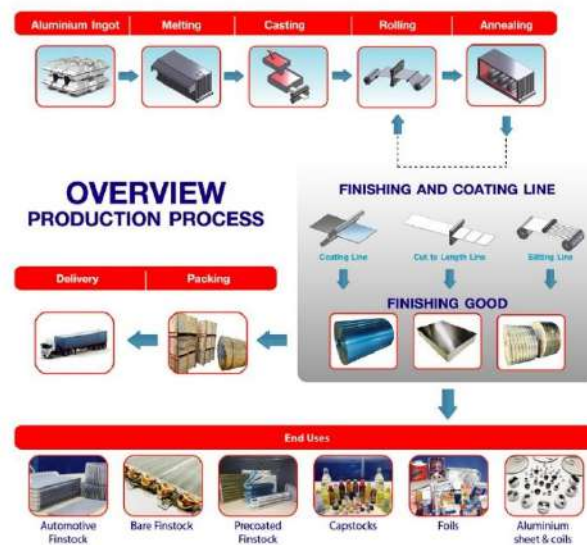 Aluminium Ingot
Melting
Casting
Rolling
Annealing
OVERVIEW
PRODUCTION PROCESS
FINISHING AND COATING LINE
Coating Line
Cut to Length Line
Slitting Line
FINISHING GOOD
Delivery
Packing
End Uses
Automotive
Finstock
Bare Finstock
Precoated
Finstock
Capstocks
Foils
Aluminium
sheet & coils